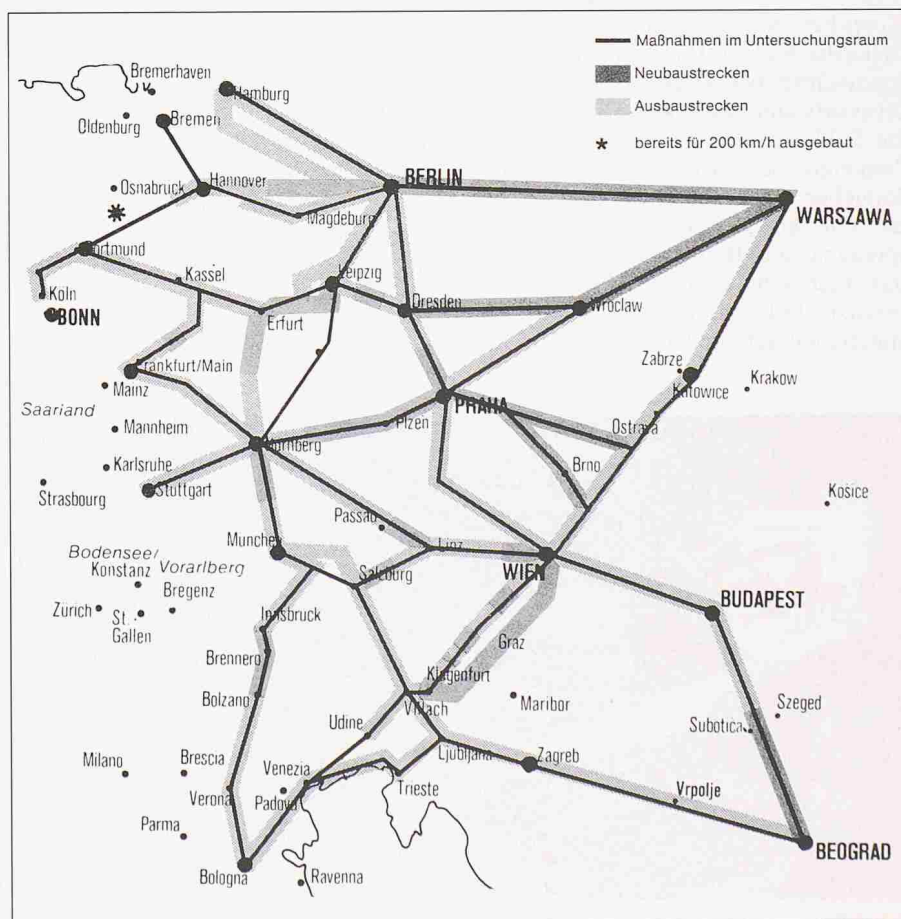 Maßnahmen im Untersuchungsraum
Neubaustrecken
Ausbaustrecken
* bereits für 200 km/h ausgebaut
Bremerhaven
Hamburg
Oldenburg
Bremen
Osnabruck
Hannover
BERLIN
Magdeburg
WARSZAWA
*
Dortmund
Kassel
Leipzig
Köln
BONN
Erfurt
Dresden
Wroclaw
Frankfurt/Main
Mainz
Zabrze
Krakow
Katowice
Saarland
PRAHA
Mannheim
Plzen
Ostrava
Nürnberg
Karlsruhe
Brno
Strasbourg
Stuttgart
Košice
Passau
Munchen
Linz
WIEN
Bodensee/
Konstanz
Vorarlberg
Salzburg
Bregenz
Zürich
St.
Gallen
BUDAPEST
Innsbruck
Graz
Brennero
Klagenfurt
Bolzano
Villach
Maribor
Szeged
Udine
Subotica
Ljubljana
Zagreb
Milano
Brescia
Venezia
Verona
Padova
Trieste
Vrpolje
Parma
BEOGRAD
Bologna
Ravenna